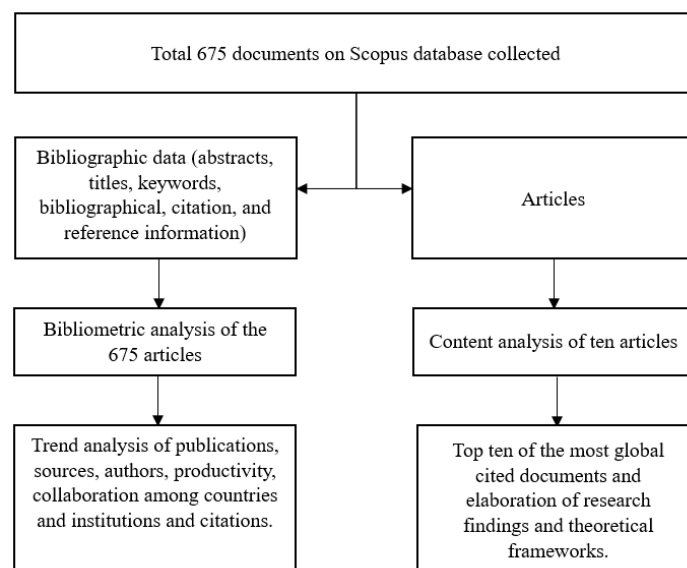 Total 675 documents on Scopus database collected
Bibliographic data (abstracts,
titles, keywords,
bibliographical, citation, and
reference information)
Articles
Bibliometric analysis of the
675 articles
Content analysis of ten articles
Trend analysis of publications,
sources, authors, productivity,
collaboration among countries
and institutions and citations.
Top ten of the most global
cited documents and
elaboration of research
findings and theoretical
frameworks.